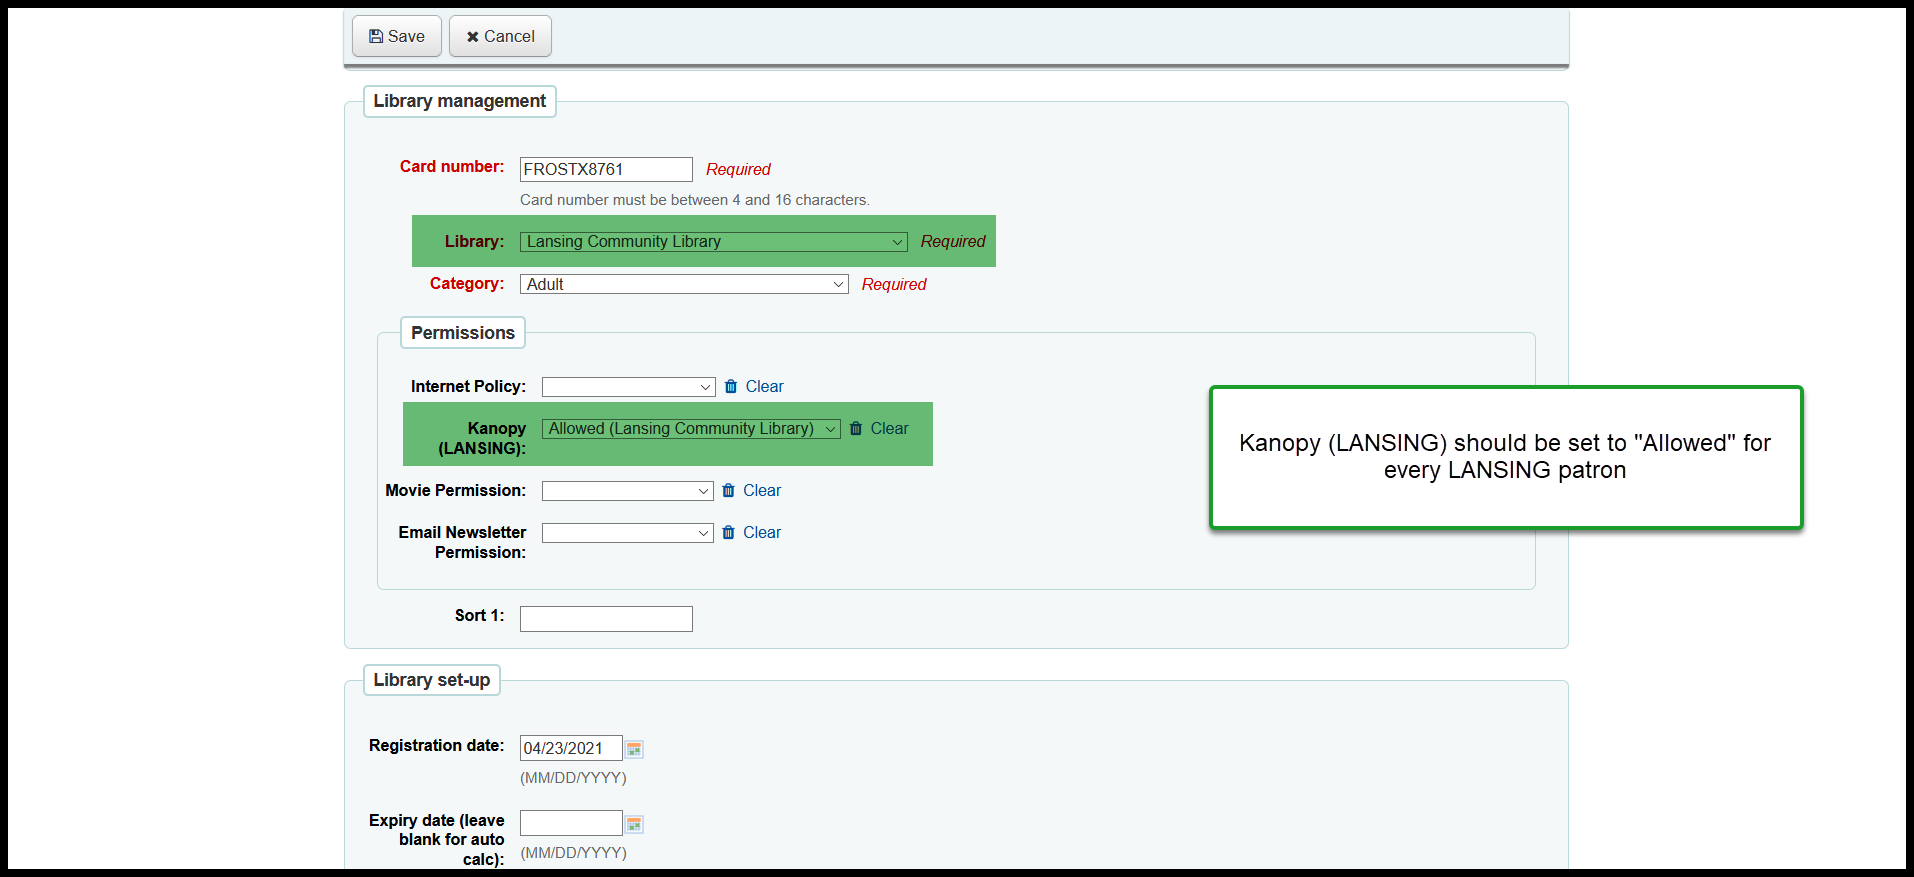 Save Cancel
Library management
Card number: FROSTX8761 Required
Card number must be between 4 and 16 characters.
Library: Lansing Community Library Required
Category: Adult Required
Permissions
Internet Policy: Clear
Kanopy (LANSING): Allowed (Lansing Community Library) Clear
Movie Permission: Clear
Email Newsletter Permission: Clear
Kanopy (LANSING) should be set to "Allowed" for
every LANSING patron
Sort 1:
Library set-up
Registration date: 04/23/2021
(MM/DD/YYYY)
Expiry date (leave
blank for auto
calc):
(MM/DD/YYYY)